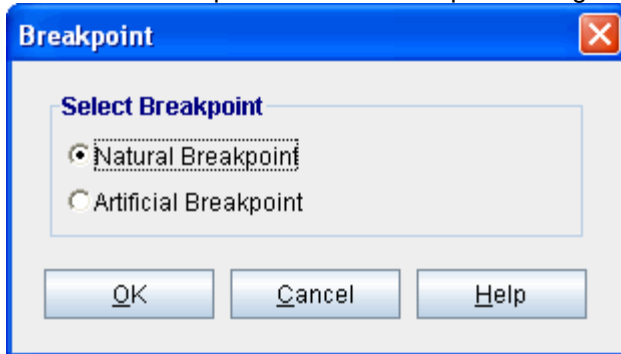 Breakpoint
Select Breakpoint
Natural Breakpoint
Artificial Breakpoint
OK Cancel Help